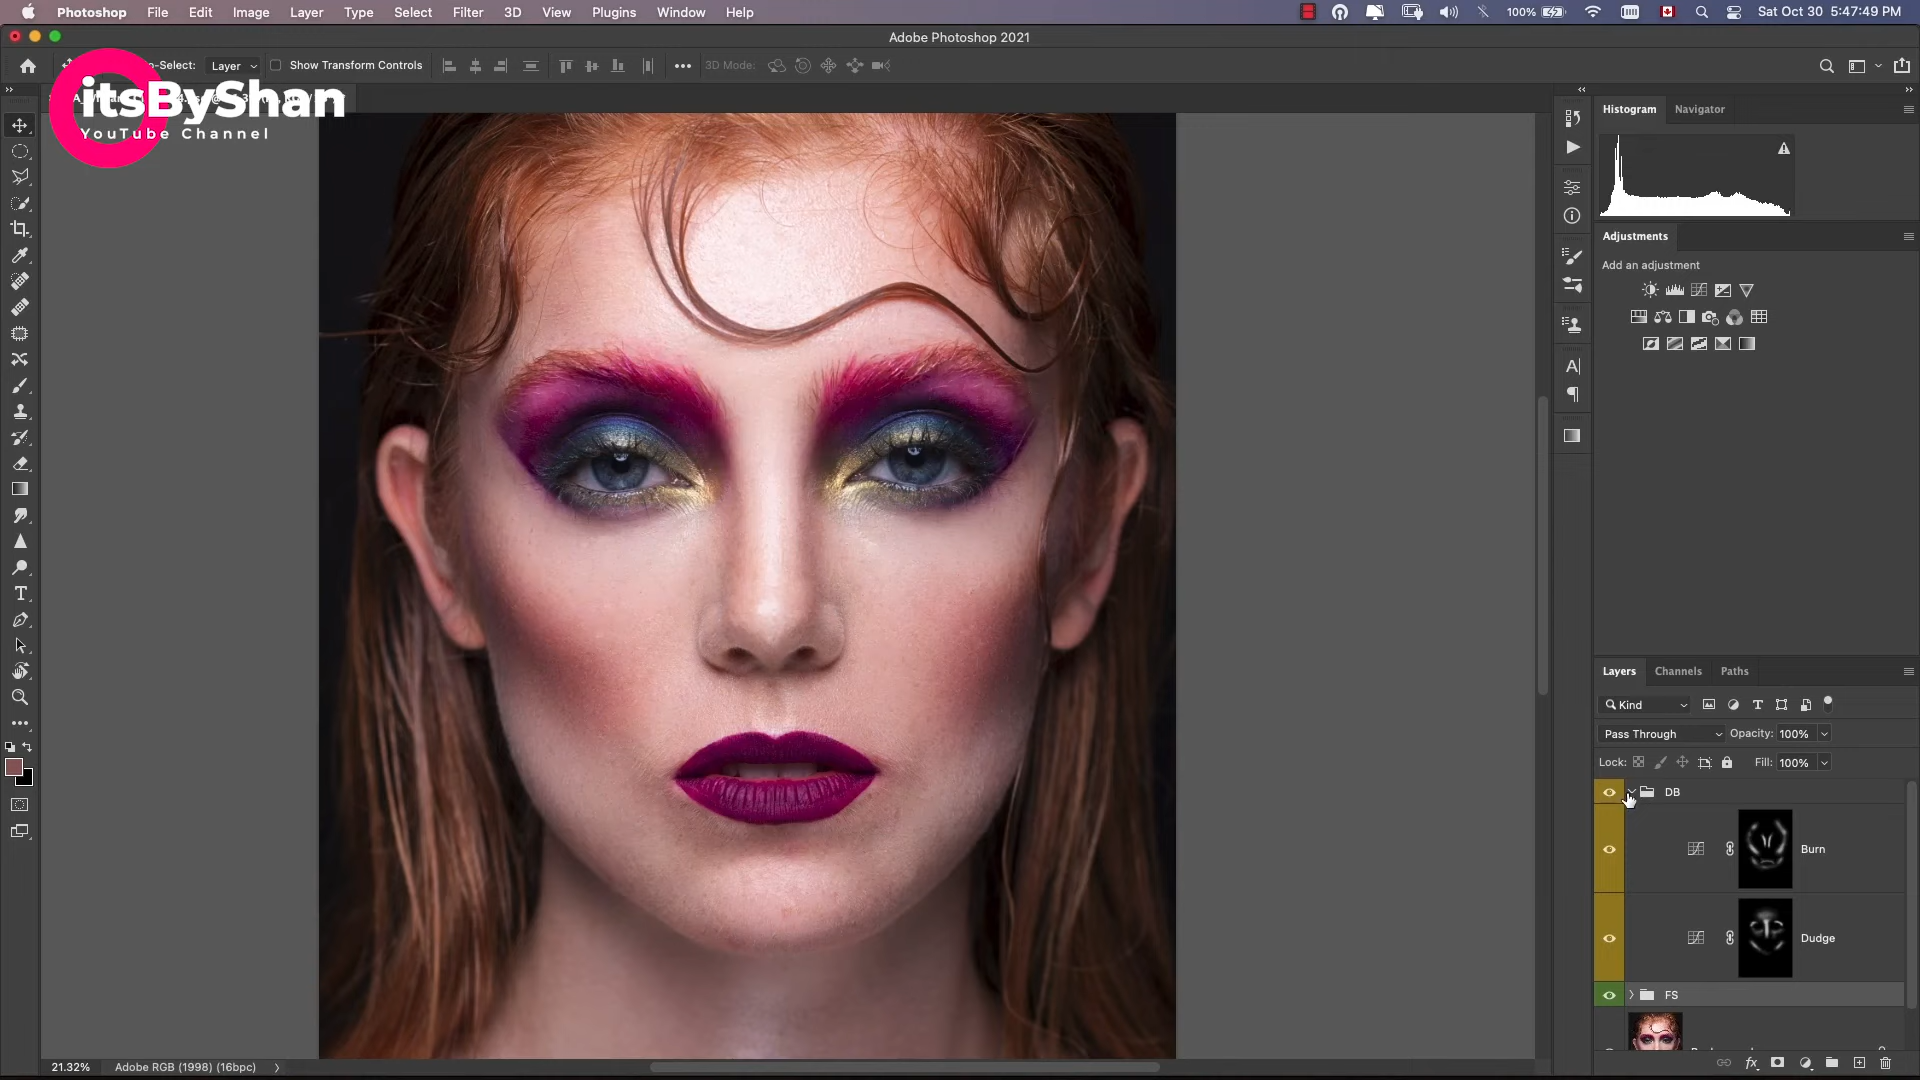 Photoshop File Edit Image Layer Type Select Filter 3D View Plugins Window Help 100% Sat Oct 30 5:47:49 PM
Adobe Photoshop 2021
-Select: Layer Show Transform Controls 3D Mode:
itsByShan
YouTube Channel
Histogram Navigator
Adjustments
Add an adjustment
Layers Channels Paths
Kind
Pass Through Opacity: 100%
Lock: Fill: 100%
DB
Burn
Dudge
FS
21.32% Adobe RGB (1998) (16bpc)